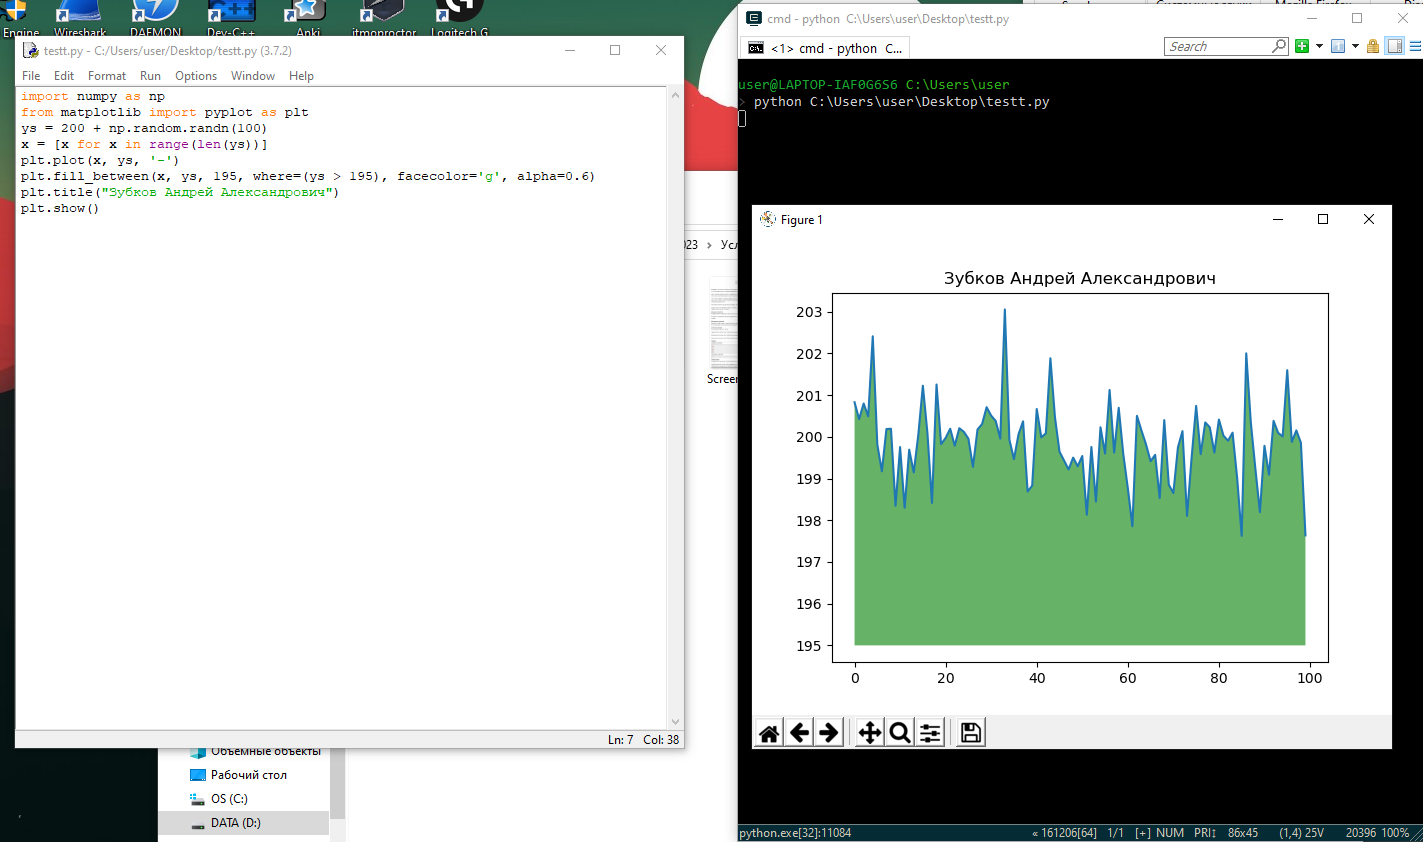 Engine Wireshark DAEMON Dev-C++ Anki itmoproctor Logitech G
testt.py - C:/Users/user/Desktop/testt.py (3.7.2)
File Edit Format Run Options Window Help
import numpy as np
from matplotlib import pyplot as plt
ys = 200 + np.random.randn(100)
x = [x for x in range(len(ys))]
plt.plot(x, ys, '-')
plt.fill_between(x, ys, 195, where=(ys > 195), facecolor='g', alpha=0.6)
plt.title("Зубков Андрей Александрович")
plt.show()
Ln: 7 Col: 38
Объемные объекты
Рабочий стол
OS (C:)
DATA (D:)
023 › Усл
Screen
cmd - python C:\Users\user\Desktop\testt.py
<1> cmd - python C...
Search
user@LAPTOP-IAF0G6S6 C:\Users\user
> python C:\Users\user\Desktop\testt.py
Figure 1
Зубков Андрей Александрович
203
202
201
200
199
198
197
196
195
0 20 40 60 80 100
python.exe[32]:11084 « 161206[64] 1/1 [+] NUM PRI↕ 86x45 (1,4) 25V 20396 100%